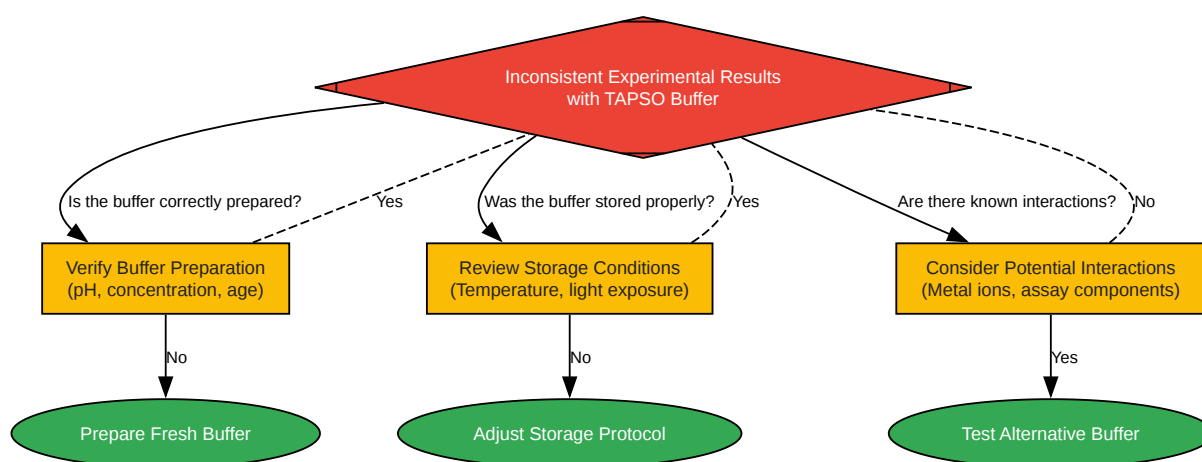 Inconsistent Experimental Results
with TAPSO Buffer
Is the buffer correctly prepared?
Yes
Was the buffer stored properly?
Yes
Are there known interactions?
No
Verify Buffer Preparation
(pH, concentration, age)
Review Storage Conditions
(Temperature, light exposure)
Consider Potential Interactions
(Metal ions, assay components)
No
No
Yes
Prepare Fresh Buffer
Adjust Storage Protocol
Test Alternative Buffer